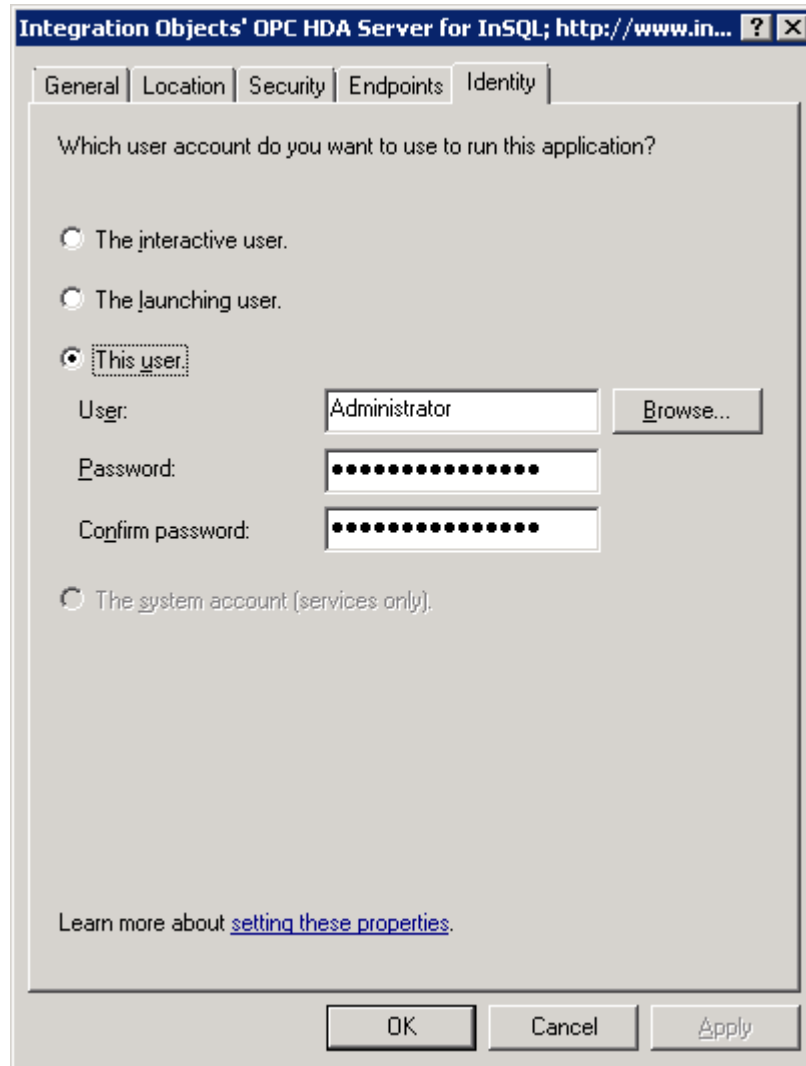 Integration Objects' OPC HDA Server for InSQL; http://www.in... ? X
General Location Security Endpoints Identity
Which user account do you want to use to run this application?
The interactive user.
The launching user.
This user.
User: Administrator Browse...
Password: ●●●●●●●●●●●●●●●
Confirm password: ●●●●●●●●●●●●●●●
The system account (services only).
Learn more about setting these properties.
OK Cancel Apply